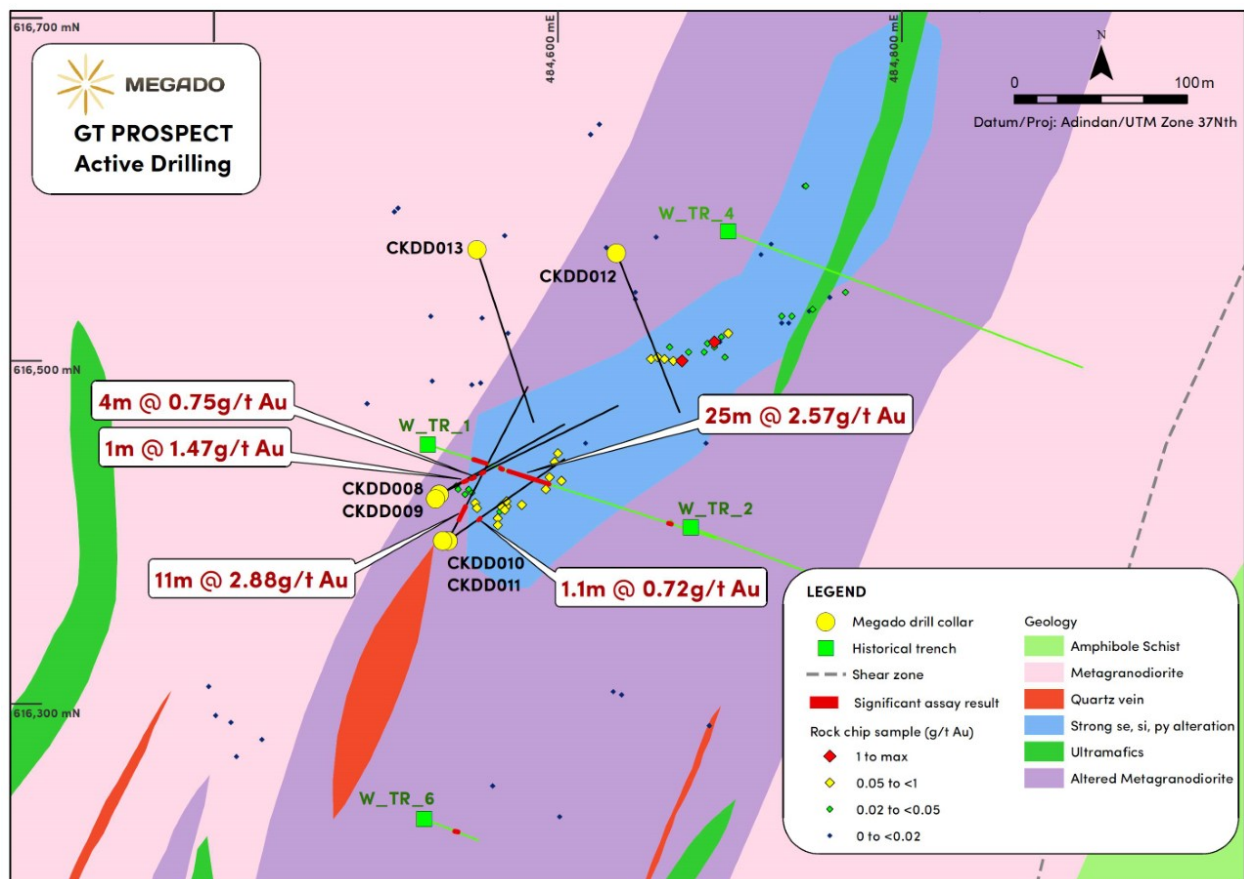 616,700 mN
484,600 mE
484,800 mE
MEGADO
GT PROSPECT
Active Drilling
N
0 100m
Datum/Proj: Adindan/UTM Zone 37Nth
W_TR_4
CKDD013
CKDD012
616,500 mN
4m @ 0.75g/t Au
25m @ 2.57g/t Au
W_TR_1
1m @ 1.47g/t Au
CKDD008
CKDD009
W_TR_2
CKDD010
CKDD011
11m @ 2.88g/t Au
1.1m @ 0.72g/t Au
616,300 mN
W_TR_6
LEGEND
Megado drill collar
Historical trench
Shear zone
Significant assay result
Rock chip sample (g/t Au)
1 to max
0.05 to <1
0.02 to <0.05
0 to <0.02
Geology
Amphibole Schist
Metagranodiorite
Quartz vein
Strong se, si, py alteration
Ultramafics
Altered Metagranodiorite